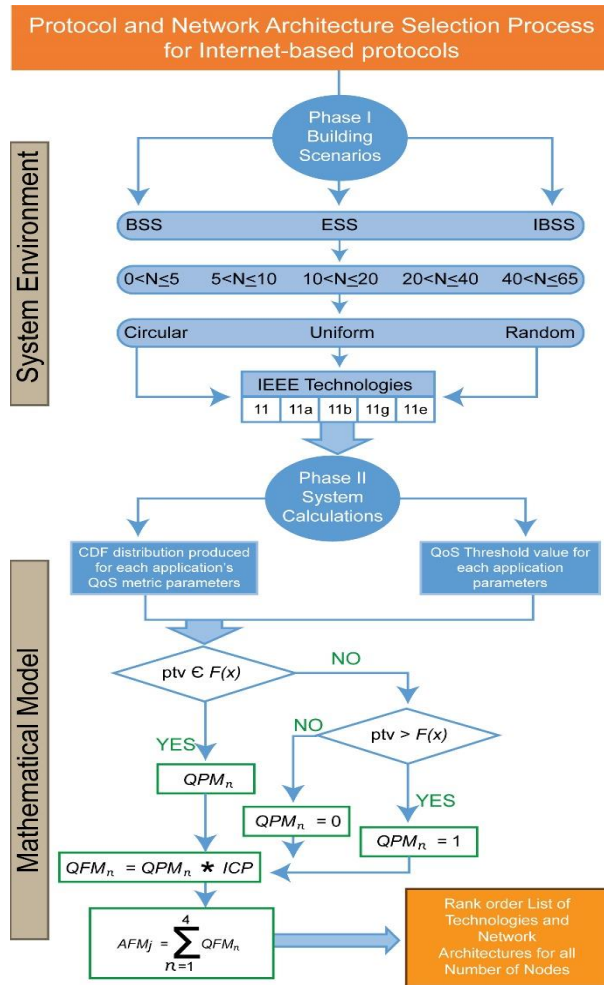 Protocol and Network Architecture Selection Process
for Internet-based protocols
System Environment
Phase I
Building
Scenarios
BSS ESS IBSS
0<N≤5 5<N≤10 10<N≤20 20<N≤40 40<N≤65
Circular Uniform Random
IEEE Technologies
11 11a 11b 11g 11e
Phase II
System
Calculations
CDF distribution produced
for each application's
QoS metric parameters
QoS Threshold value for
each application
parameters
Mathematical Model
ptv Є F(x)
NO
ptv > F(x)
NO
YES
YES
QPMn
QPMn = 0
QPMn = 1
QFMn = QPMn * ICP
AFMj = ∑ QFMn
4
n=1
Rank order List of
Technologies and
Network
Architectures for all
Number of Nodes